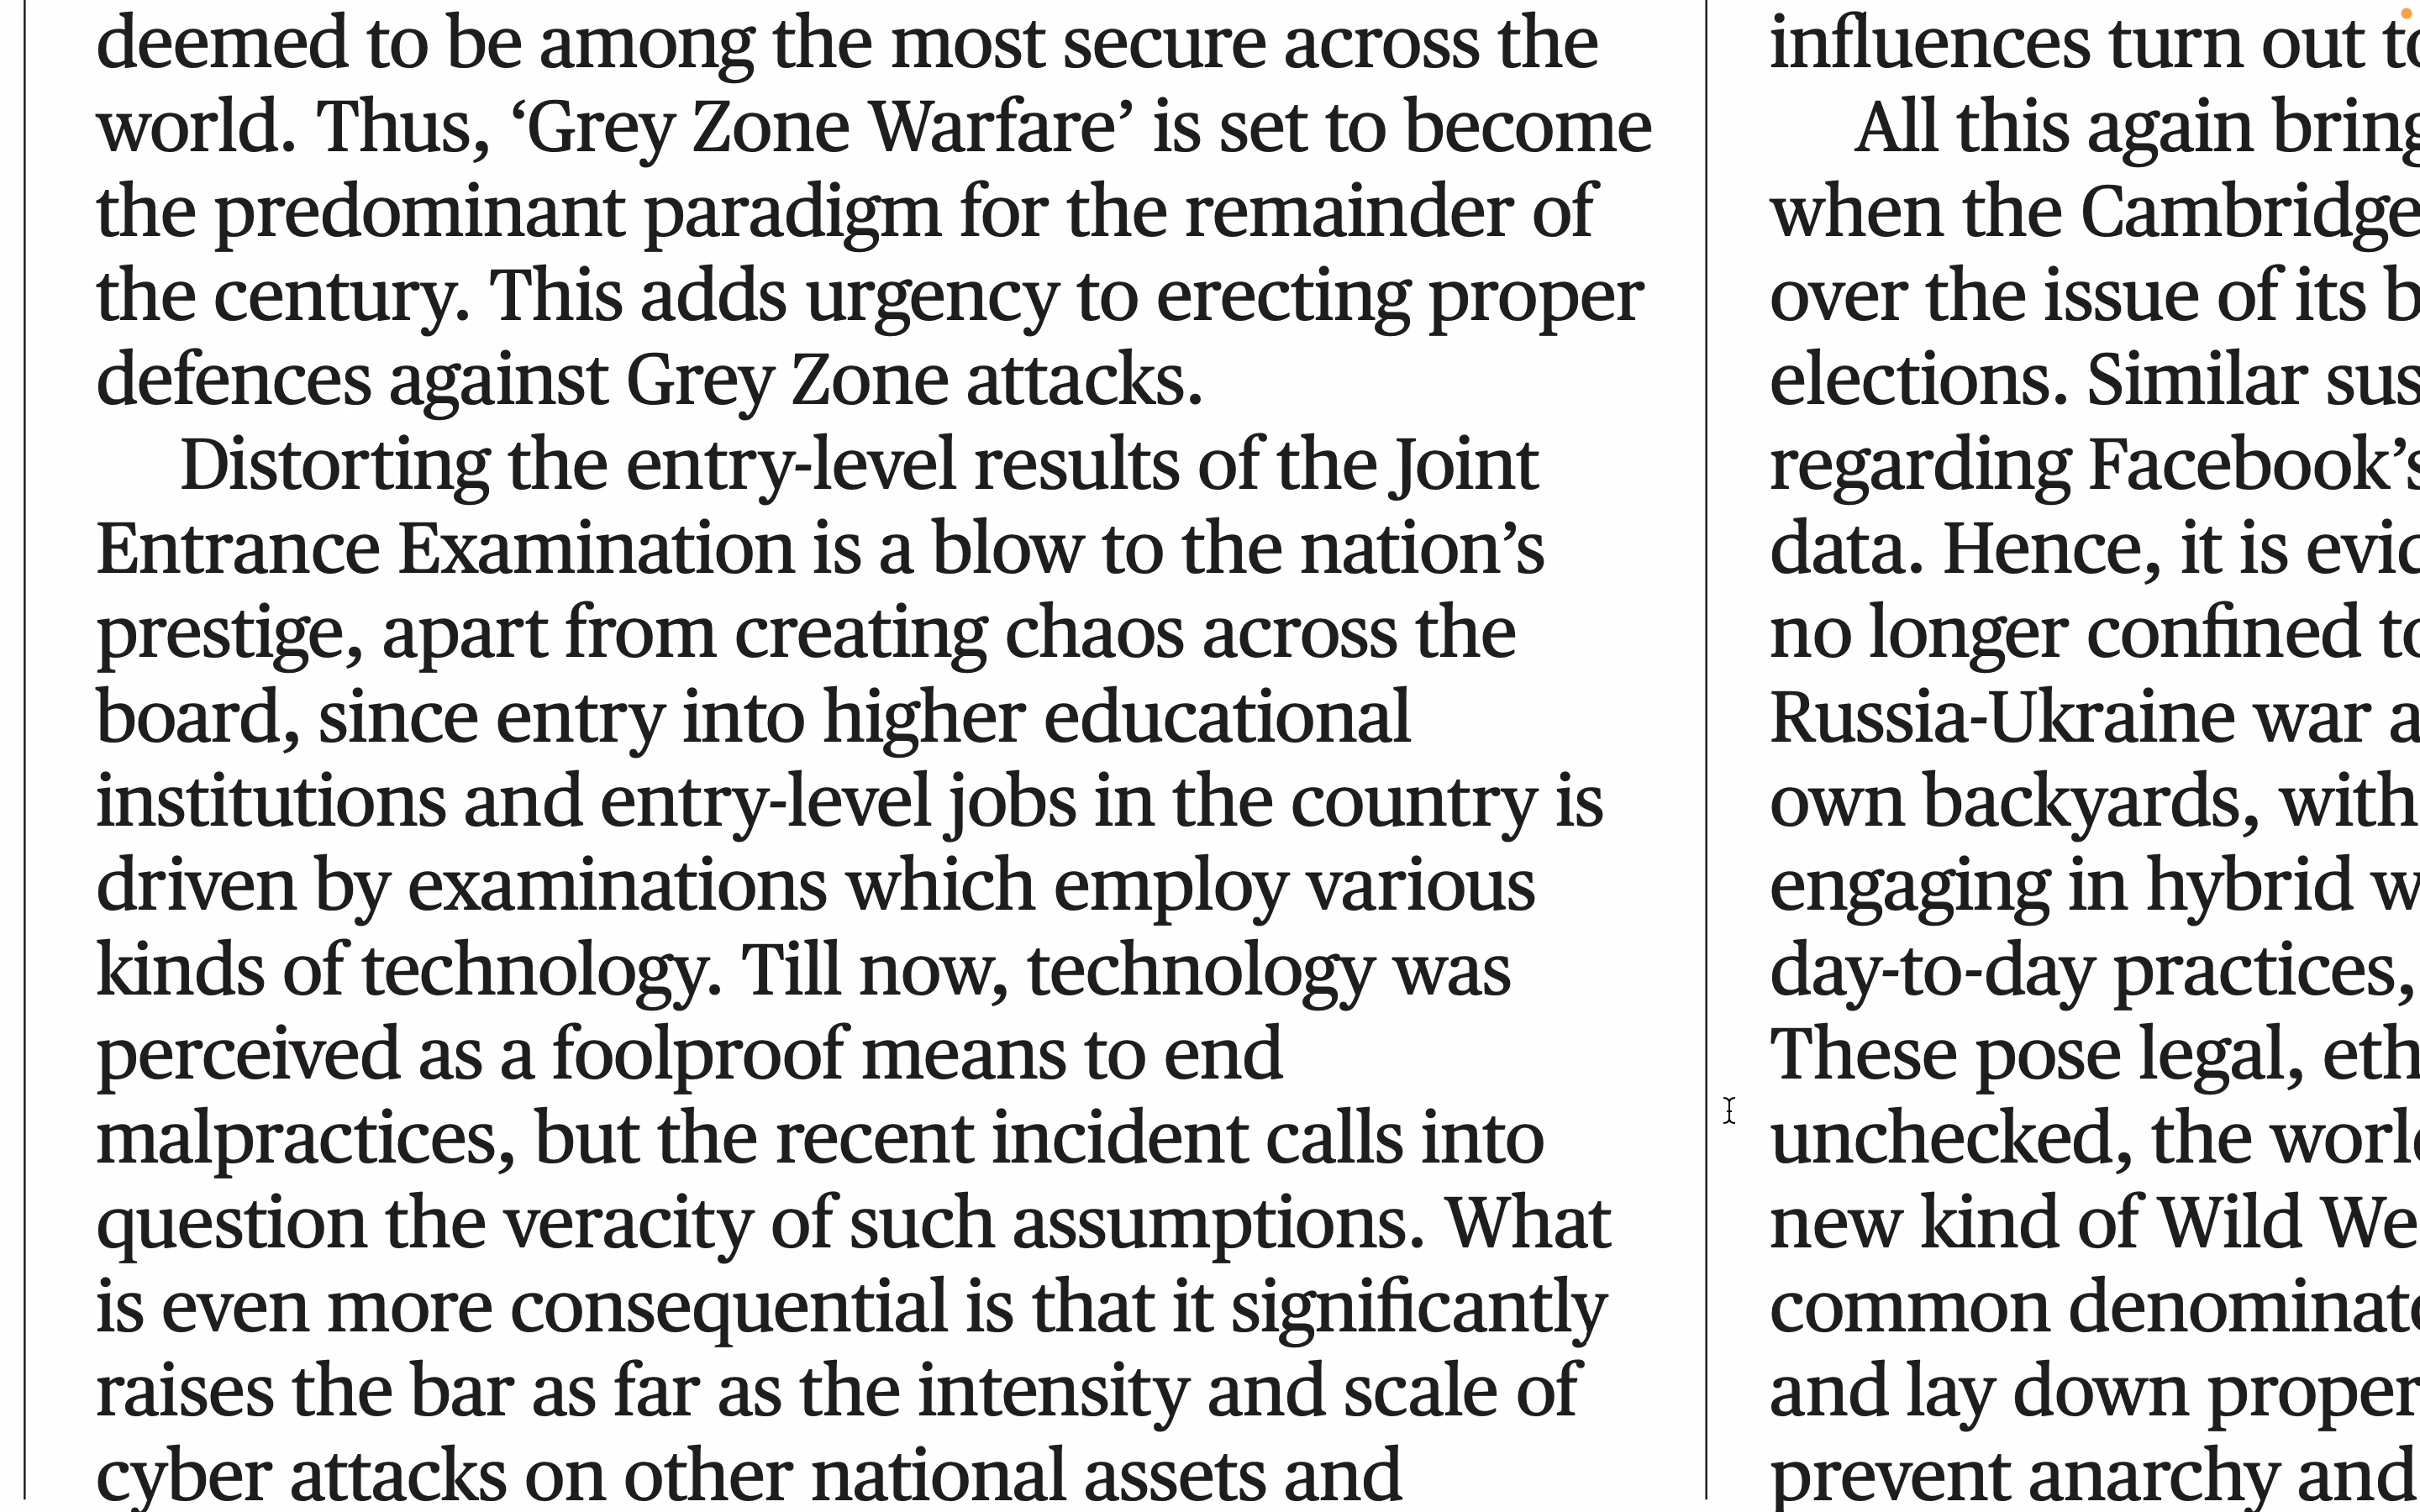 deemed to be among the most secure across the
world. Thus, ‘Grey Zone Warfare’ is set to become
the predominant paradigm for the remainder of
the century. This adds urgency to erecting proper
defences against Grey Zone attacks.
Distorting the entry-level results of the Joint
Entrance Examination is a blow to the nation’s
prestige, apart from creating chaos across the
board, since entry into higher educational
institutions and entry-level jobs in the country is
driven by examinations which employ various
kinds of technology. Till now, technology was
perceived as a foolproof means to end
malpractices, but the recent incident calls into
question the veracity of such assumptions. What
is even more consequential is that it significantly
raises the bar as far as the intensity and scale of
cyber attacks on other national assets and
influences turn out
All this again
when the Cambridge
over the issue of its
elections. Similar
regarding Facebook’s
data. Hence, it is
no longer confined
Russia-Ukraine war
own backyards, with
engaging in hybrid
day-to-day practices,
These pose legal,
unchecked, the
new kind of Wild
common
and lay down proper
prevent anarchy and